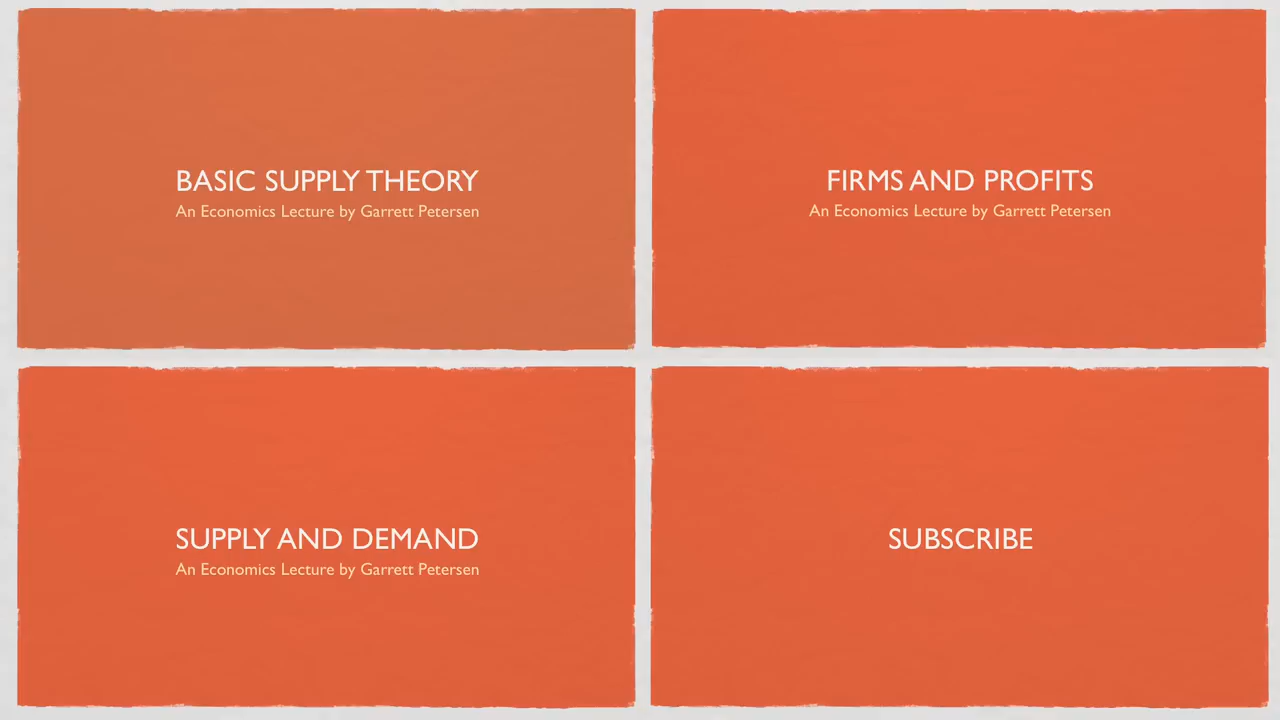 BASIC SUPPLY THEORY
An Economics Lecture by Garrett Petersen
FIRMS AND PROFITS
An Economics Lecture by Garrett Petersen
SUPPLY AND DEMAND
An Economics Lecture by Garrett Petersen
SUBSCRIBE